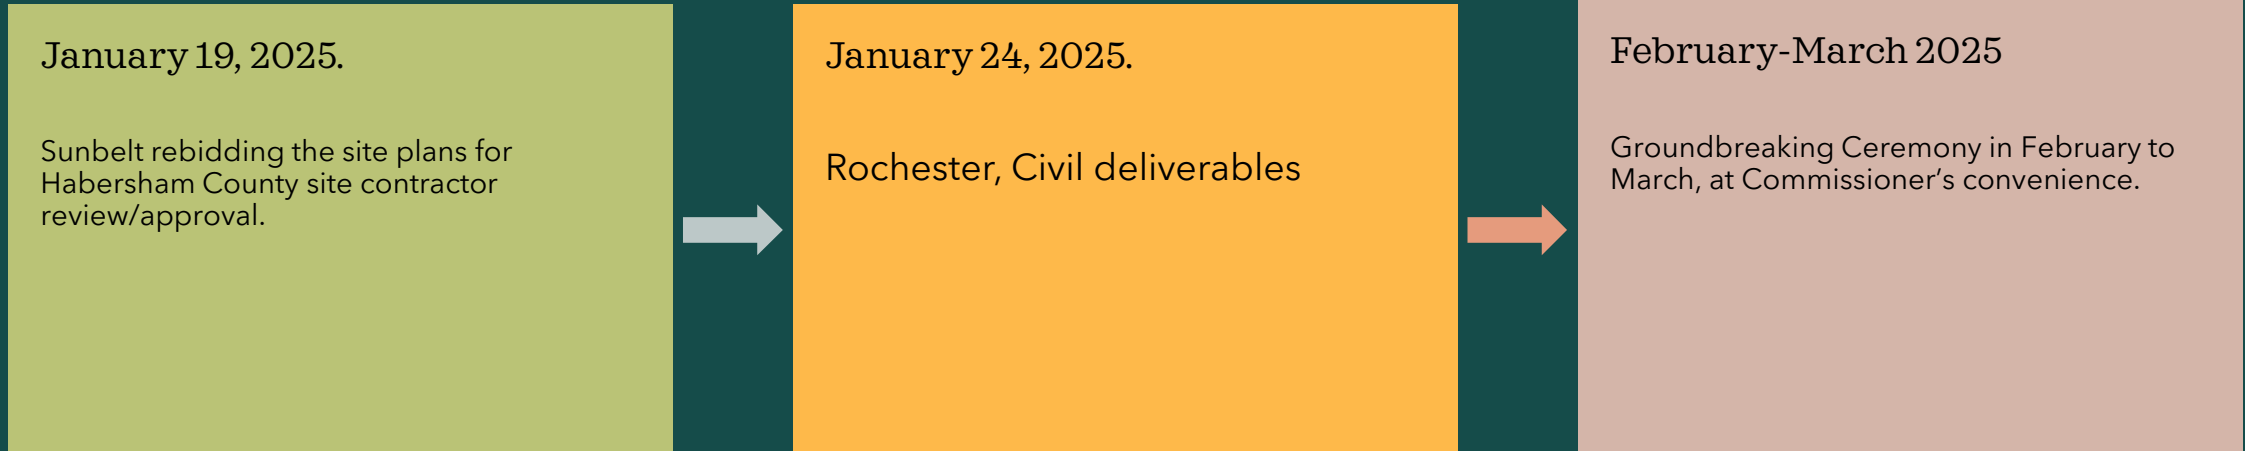 January 19, 2025.
Sunbelt rebidding the site plans for
Habersham County site contractor
review/approval.
January 24, 2025.
Rochester, Civil deliverables
February-March 2025
Groundbreaking Ceremony in February to
March, at Commissioner’s convenience.